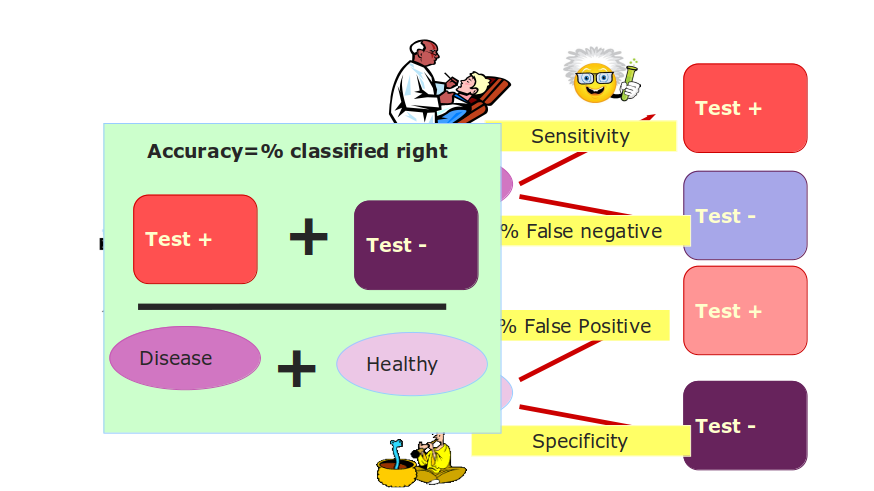 Accuracy=% classified right
Test +
+
Test -
Disease
+
Healthy
Sensitivity
% False negative
% False Positive
Specificity
Test +
Test -
Test +
Test -